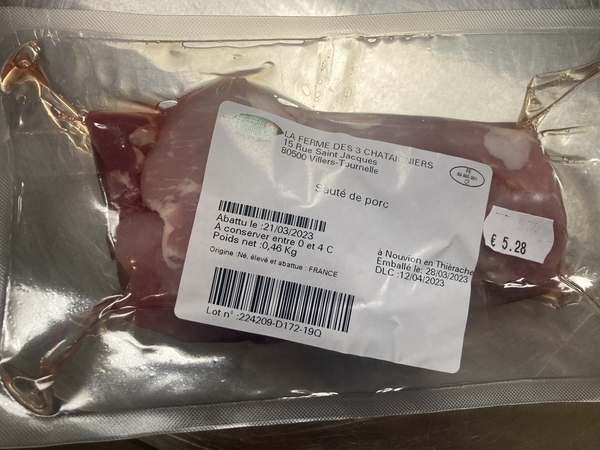 LA FERME DES 3 CHATAIGNIERS
15 Rue Saint Jacques
80500 Villers-Tournelle
Sauté de porc
Abattu le :21/03/2023
A conserver entre 0 et 4 C
Poids net :0,46 Kg
Origine :Né, élevé et abattue : FRANCE
à Nouvion en Thièrache
Emballé le: 28/03/2023
DLC :12/04/2023
Lot n° :224209-D172-19Q
€ 5.28